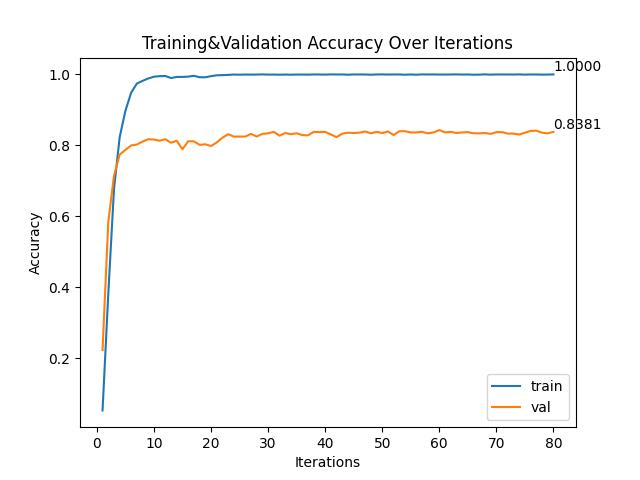 Training&Validation Accuracy Over Iterations
1.0000
1.0
0.8381
0.8
0.6
Accuracy
0.4
0.2
train
val
0 10 20 30 40 50 60 70 80
Iterations